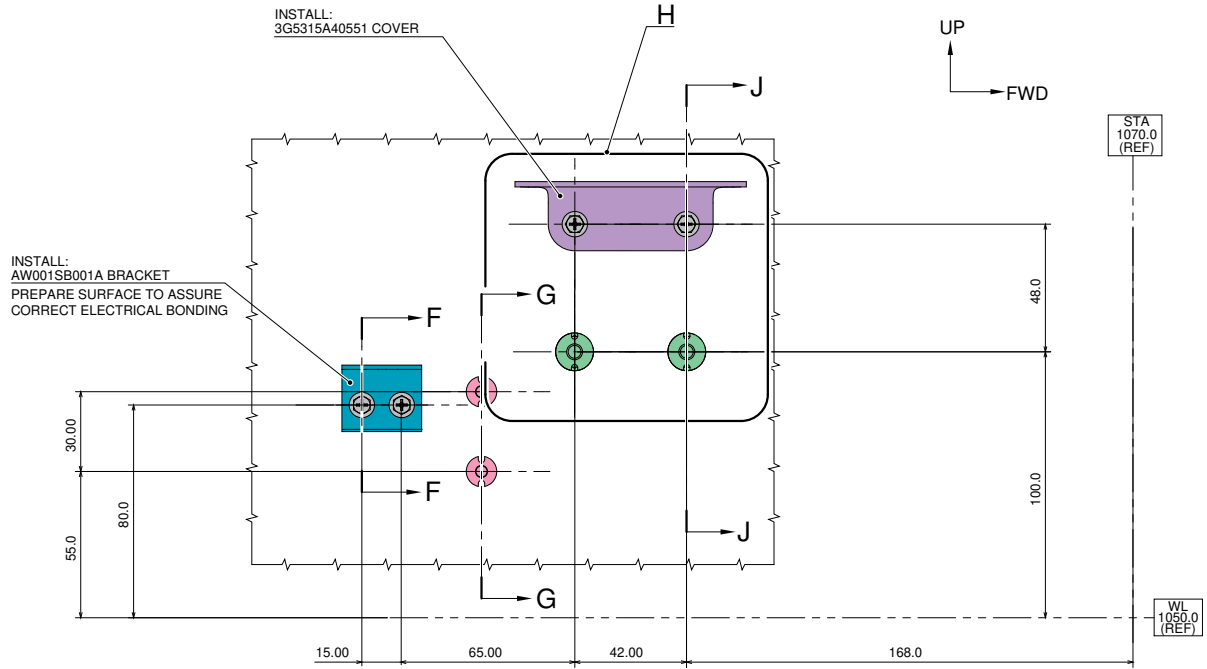 INSTALL:
3G5315A40551 COVER
H
UP
FWD
J
STA
1070.0
(REF)
INSTALL:
AW001SB001A BRACKET
PREPARE SURFACE TO ASSURE
CORRECT ELECTRICAL BONDING
G
F
48.0
30.00
80.0
55.0
F
100.0
J
G
WL
1050.0
(REF)
15.00
65.00
42.00
168.0